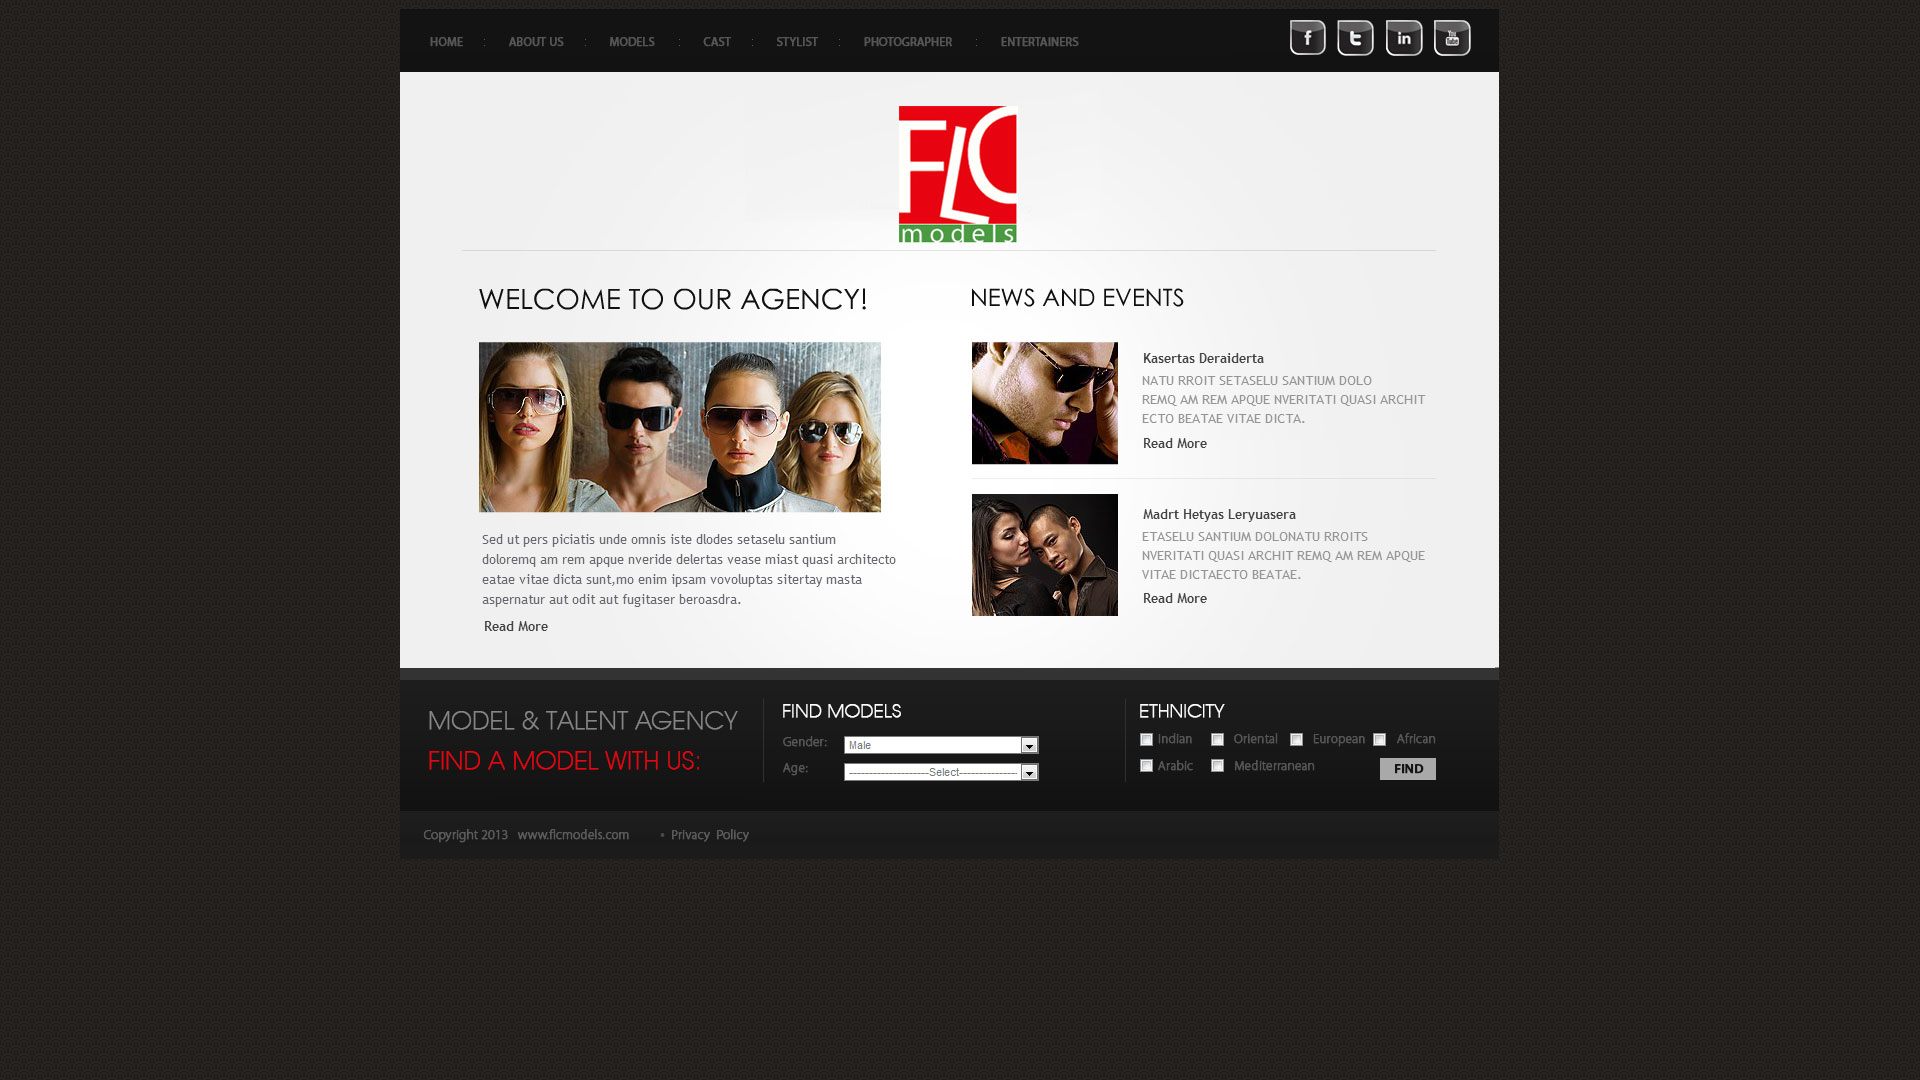 HOME : ABOUT US : MODELS : CAST : STYLIST : PHOTOGRAPHER : ENTERTAINERS
f t in You Tube
FLC
models
WELCOME TO OUR AGENCY!
Sed ut pers piciatis unde omnis iste dlodes setaselu santium
doloremq am rem apque nveride delertas vease miast quasi architecto
eatae vitae dicta sunt,mo enim ipsam vovoluptas sitertay masta
aspernatur aut odit aut fugitaser beroasdra.
Read More
NEWS AND EVENTS
Kasertas Deraiderta
NATU RROIT SETASELU SANTIUM DOLO
REMQ AM REM APQUE NVERITATI QUASI ARCHIT
ECTO BEATAE VITAE DICTA.
Read More
Madrt Hetyas Leryuasera
ETASELU SANTIUM DOLONATU RROITS
NVERITATI QUASI ARCHIT REMQ AM REM APQUE
VITAE DICTAECTO BEATAE.
Read More
MODEL & TALENT AGENCY
FIND A MODEL WITH US:
FIND MODELS
Gender: Male
Age: --------------------Select--------------------
ETHNICITY
Indian Oriental European African
Arabic Mediterranean
FIND
Copyright 2013 www.flcmodels.com • Privacy Policy